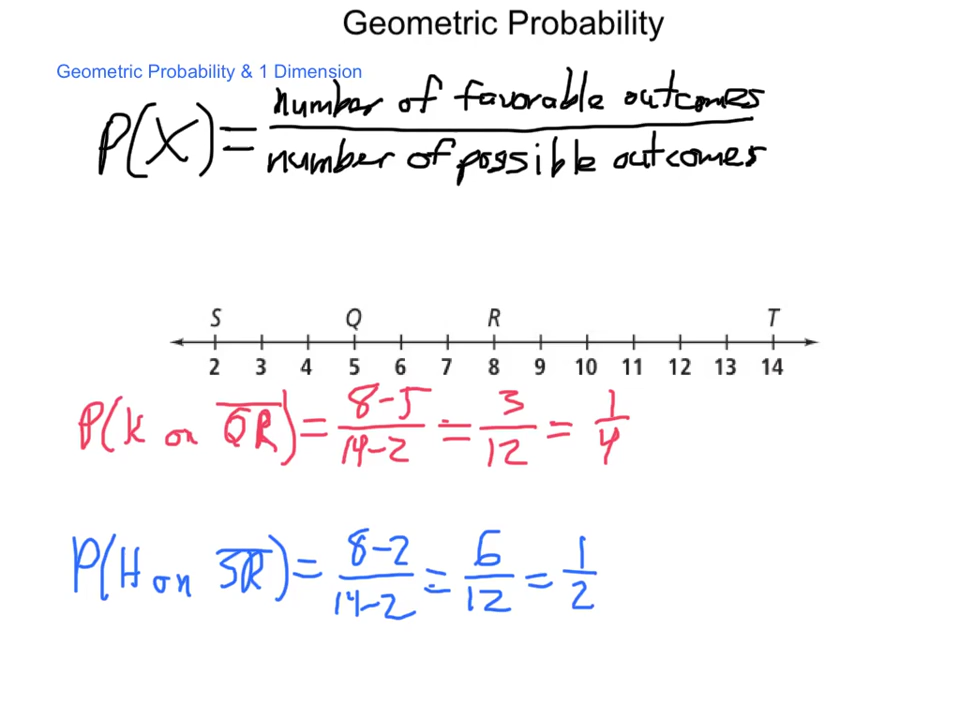 Geometric Probability
Geometric Probability & 1 Dimension
P(X) = number of favorable outcomes / number of possible outcomes
S Q R T
2 3 4 5 6 7 8 9 10 11 12 13 14
P(K on QR) = 8-5 / 14-2 = 3 / 12 = 1 / 4
P(H on SR) = 8-2 / 14-2 = 6 / 12 = 1 / 2